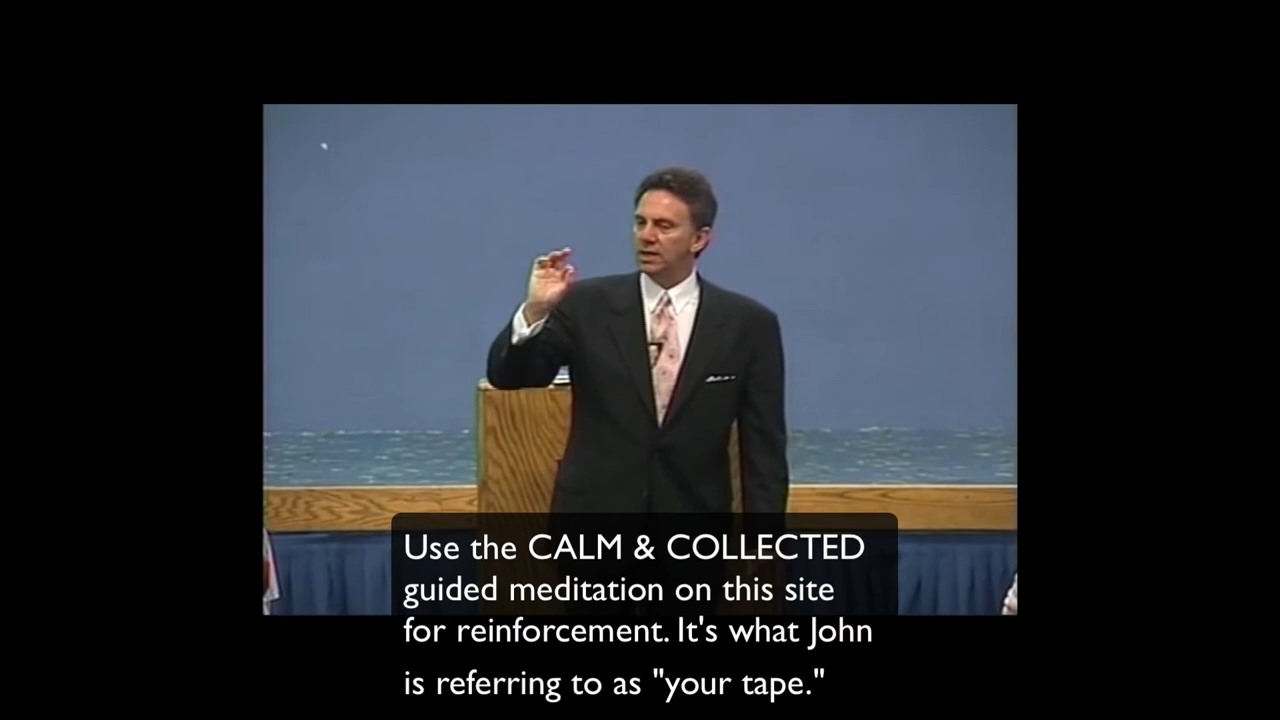 Use the CALM & COLLECTED
guided meditation on this site
for reinforcement. It's what John
is referring to as "your tape."